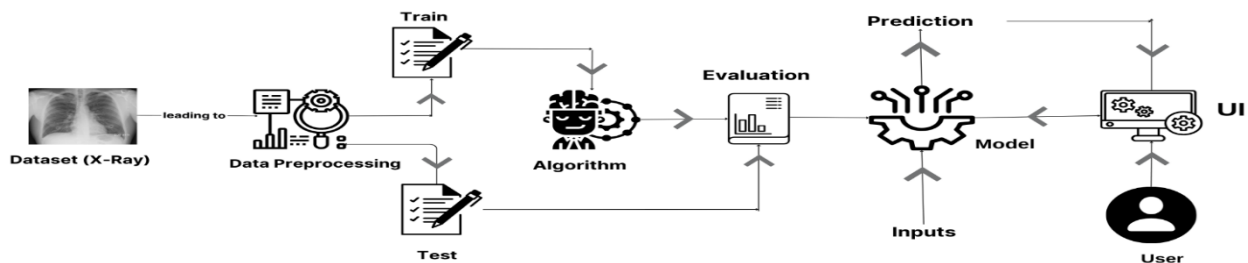 Train
Prediction
Evaluation
leading to
UI
Dataset (X-Ray)
Data Preprocessing
Algorithm
Model
Inputs
Test
User